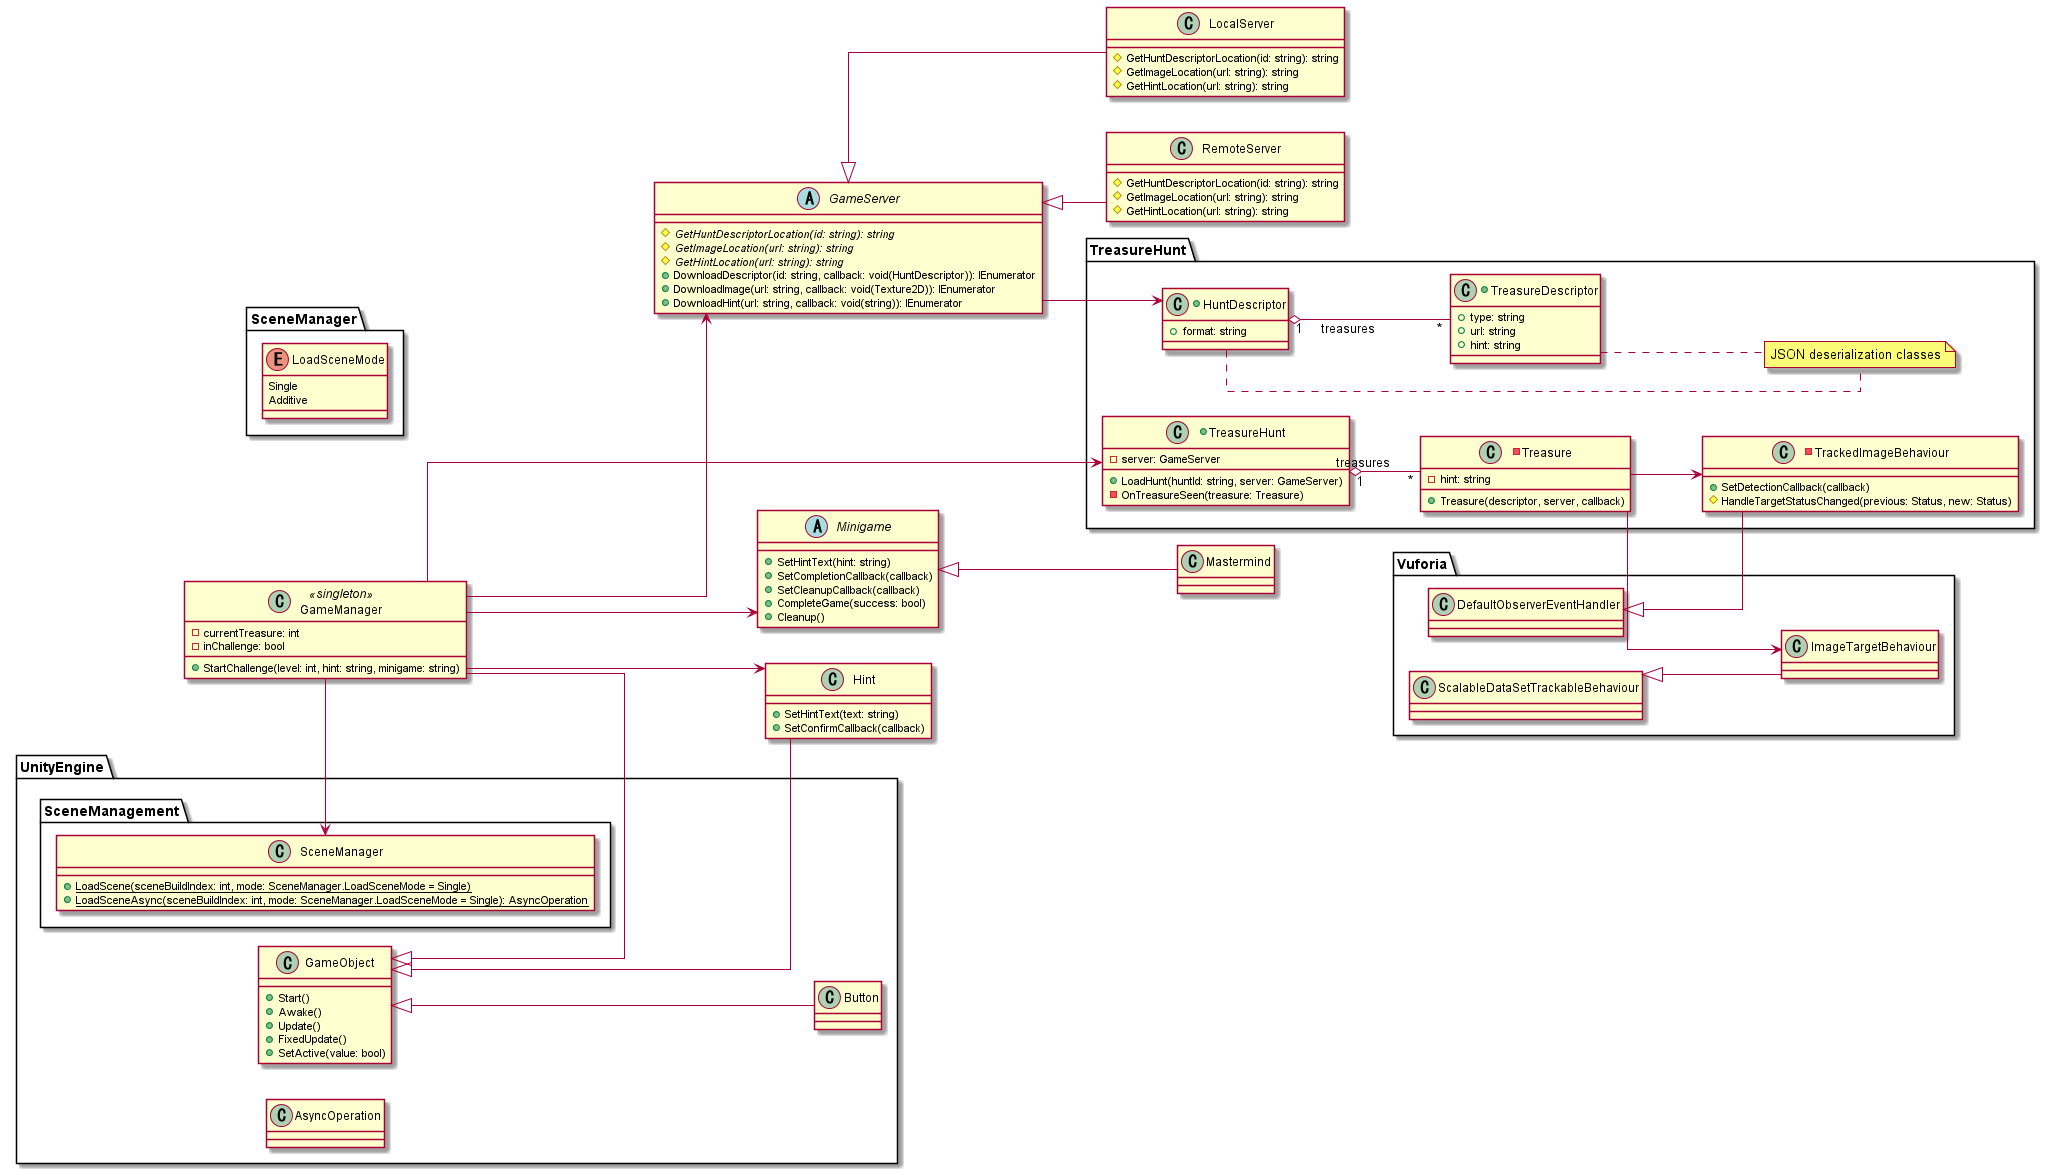 C LocalServer
GetHuntDescriptorLocation(id: string): string
GetImageLocation(url: string): string
GetHintLocation(url: string): string
C RemoteServer
GetHuntDescriptorLocation(id: string): string
GetImageLocation(url: string): string
GetHintLocation(url: string): string
A GameServer
GetHuntDescriptorLocation(id: string): string
GetImageLocation(url: string): string
GetHintLocation(url: string): string
DownloadDescriptor(id: string, callback: void(HuntDescriptor)): IEnumerator
DownloadImage(url: string, callback: void(Texture2D)): IEnumerator
DownloadHint(url: string, callback: void(string)): IEnumerator
TreasureHunt
C HuntDescriptor
format: string
1
treasures
*
C TreasureDescriptor
type: string
url: string
hint: string
JSON deserialization classes
C TreasureHunt
server: GameServer
LoadHunt(huntId: string, server: GameServer)
OnTreasureSeen(treasure: Treasure)
treasures
1
*
C Treasure
hint: string
Treasure(descriptor, server, callback)
C TrackedImageBehaviour
SetDetectionCallback(callback)
HandleTargetStatusChanged(previous: Status, new: Status)
SceneManager
E LoadSceneMode
Single
Additive
A Minigame
SetHintText(hint: string)
SetCompletionCallback(callback)
SetCleanupCallback(callback)
CompleteGame(success: bool)
Cleanup()
C Mastermind
Vuforia
C DefaultObserverEventHandler
C ImageTargetBehaviour
C ScalableDataSetTrackableBehaviour
«singleton»
C GameManager
currentTreasure: int
inChallenge: bool
StartChallenge(level: int, hint: string, minigame: string)
C Hint
SetHintText(text: string)
SetConfirmCallback(callback)
UnityEngine
SceneManagement
C SceneManager
LoadScene(sceneBuildIndex: int, mode: SceneManager.LoadSceneMode = Single)
LoadSceneAsync(sceneBuildIndex: int, mode: SceneManager.LoadSceneMode = Single): AsyncOperation
C GameObject
Start()
Awake()
Update()
FixedUpdate()
SetActive(value: bool)
C Button
C AsyncOperation